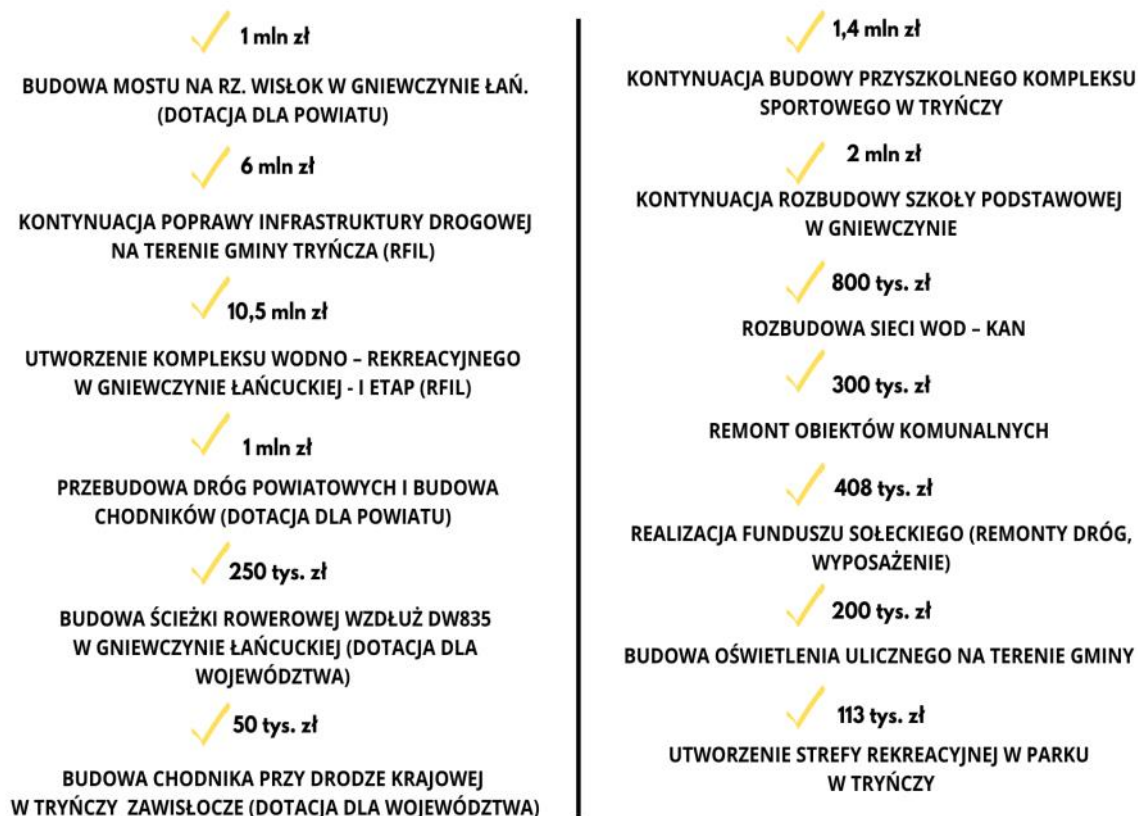 1 mln zł
BUDOWA MOSTU NA RZ. WISŁOK W GNIEWCZYNIE ŁAŃ.
(DOTACJA DLA POWIATU)
6 mln zł
KONTYNUACJA POPRAWY INFRASTRUKTURY DROGOWEJ
NA TERENIE GMINY TRYŃCZA (RFIL)
10,5 mln zł
UTWORZENIE KOMPLEKSU WODNO – REKREACYJNEGO
W GNIEWCZYNIE ŁAŃCUCKIEJ - I ETAP (RFIL)
1 mln zł
PRZEBUDOWA DRÓG POWIATOWYCH I BUDOWA
CHODNIKÓW (DOTACJA DLA POWIATU)
250 tys. zł
BUDOWA ŚCIEŻKI ROWEROWEJ WZDŁUŻ DW835
W GNIEWCZYNIE ŁAŃCUCKIEJ (DOTACJA DLA
WOJEWÓDZTWA)
50 tys. zł
BUDOWA CHODNIKA PRZY DRODZE KRAJOWEJ
W TRYŃCZY ZAWISŁOCZE (DOTACJA DLA WOJEWÓDZTWA)
1,4 mln zł
KONTYNUACJA BUDOWY PRZYSZKOLNEGO KOMPLEKSU
SPORTOWEGO W TRYŃCZY
2 mln zł
KONTYNUACJA ROZBUDOWY SZKOŁY PODSTAWOWEJ
W GNIEWCZYNIE
800 tys. zł
ROZBUDOWA SIECI WOD – KAN
300 tys. zł
REMONT OBIEKTÓW KOMUNALNYCH
408 tys. zł
REALIZACJA FUNDUSZU SOŁECKIEGO (REMONTY DRÓG,
WYPOSAŻENIE)
200 tys. zł
BUDOWA OŚWIETLENIA ULICZNEGO NA TERENIE GMINY
113 tys. zł
UTWORZENIE STREFY REKREACYJNEJ W PARKU
W TRYŃCZY